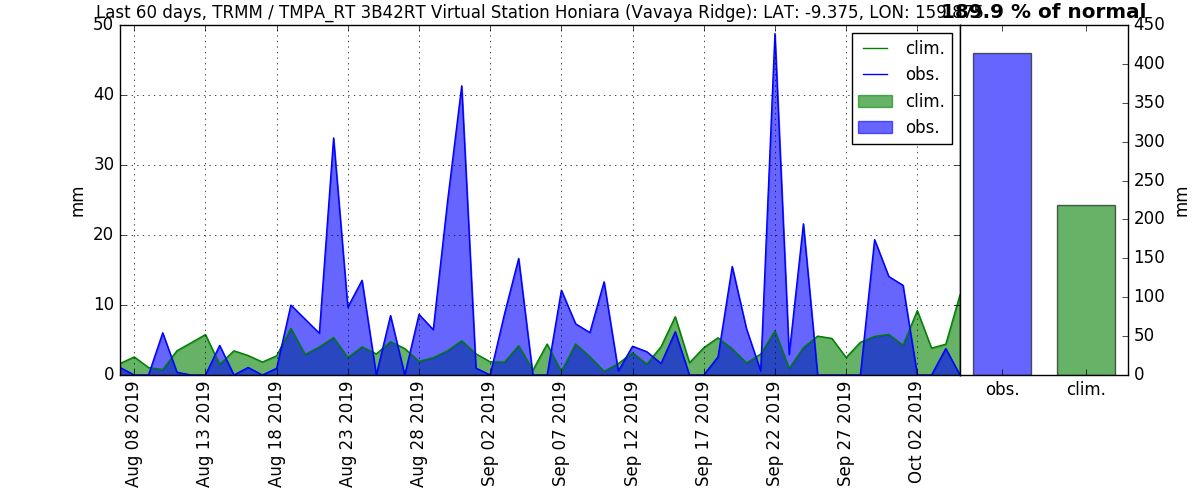 Last 60 days, TRMM / TMPA_RT 3B42RT Virtual Station Honiara (Vavaya Ridge): LAT: -9.375, LON: 159.875
189.9 % of normal
50
40
30
20
10
0
mm
clim.
obs.
clim.
obs.
450
400
350
300
250
200
150
100
50
0
mm
obs.
clim.
Aug 08 2019
Aug 13 2019
Aug 18 2019
Aug 23 2019
Aug 28 2019
Sep 02 2019
Sep 07 2019
Sep 12 2019
Sep 17 2019
Sep 22 2019
Sep 27 2019
Oct 02 2019